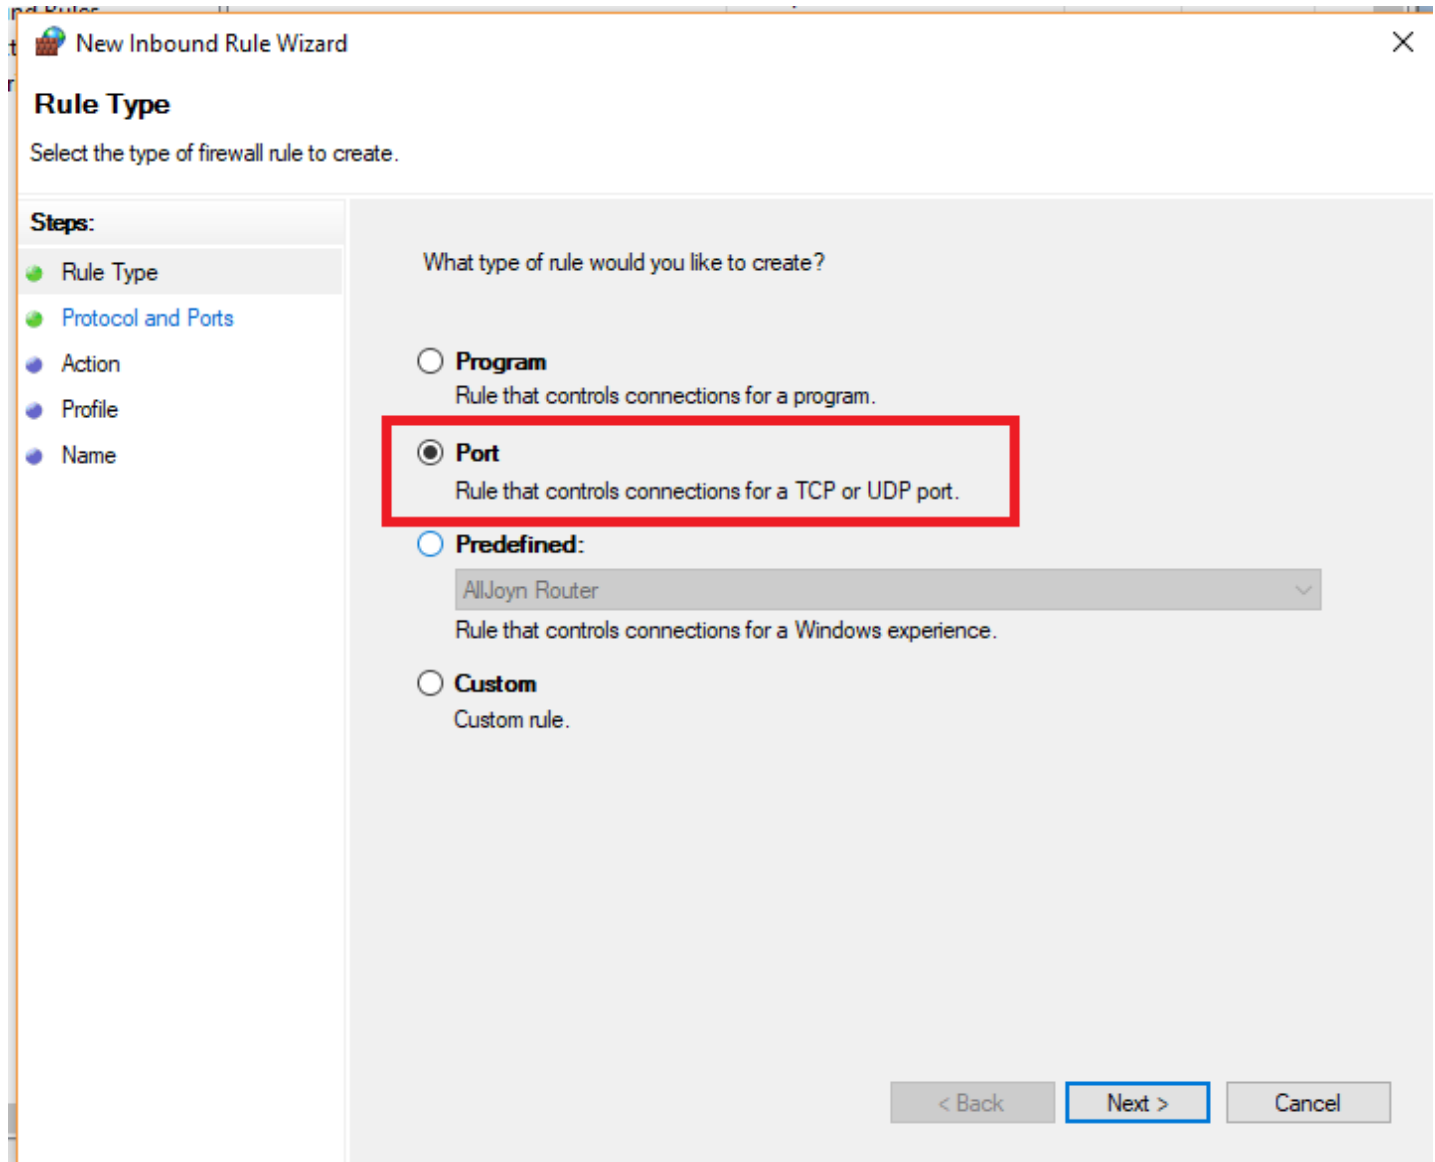 New Inbound Rule Wizard
Rule Type
Select the type of firewall rule to create.
Steps:
Rule Type
Protocol and Ports
Action
Profile
Name
What type of rule would you like to create?
Program
Rule that controls connections for a program.
Port
Rule that controls connections for a TCP or UDP port.
Predefined:
AllJoyn Router
Rule that controls connections for a Windows experience.
Custom
Custom rule.
< Back
Next >
Cancel